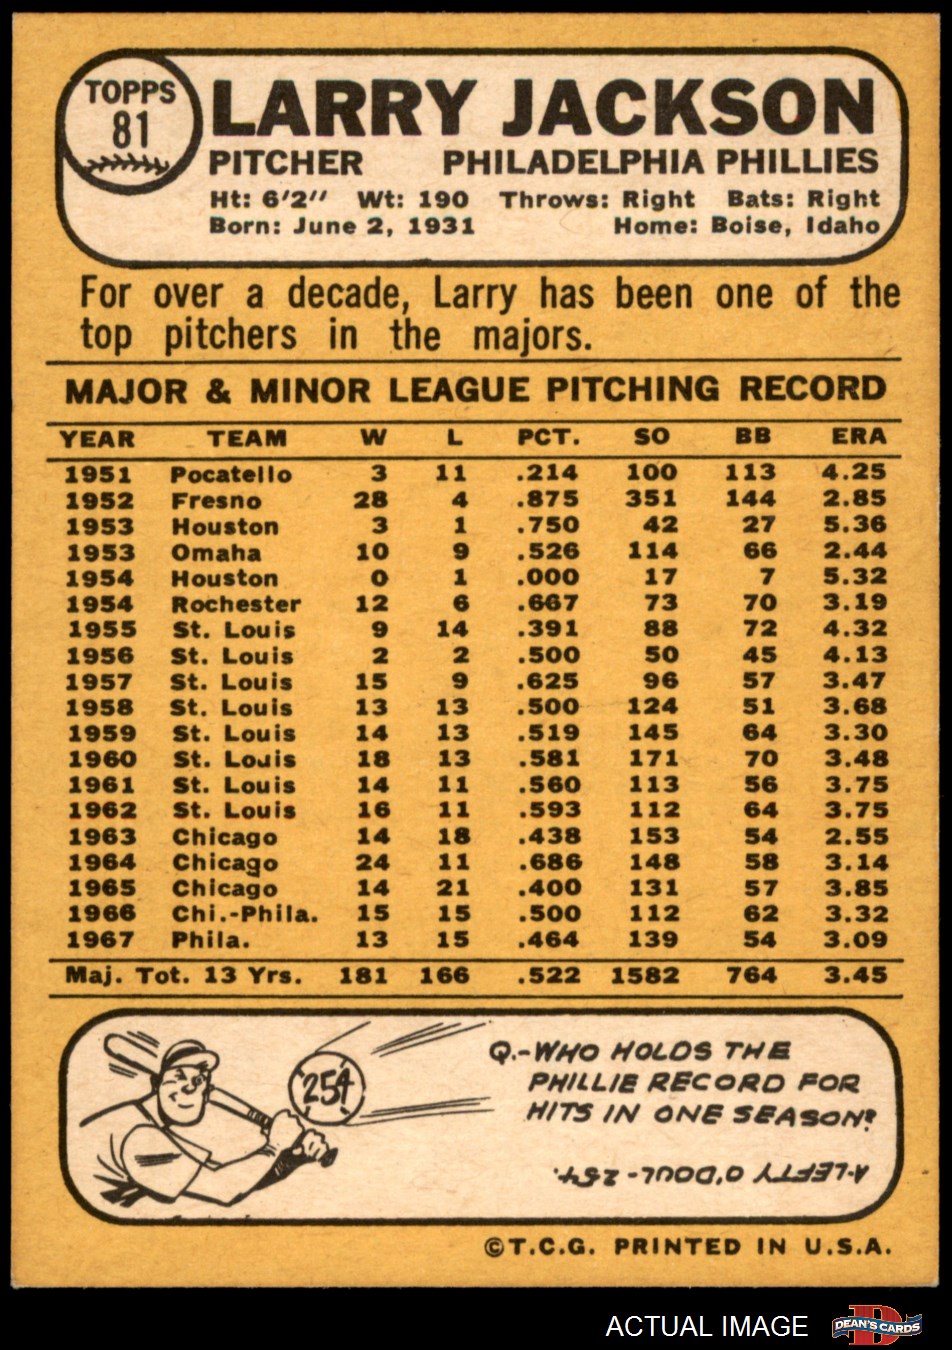 TOPPS
81
LARRY JACKSON
PITCHER PHILADELPHIA PHILLIES
Ht: 6'2" Wt: 190 Throws: Right Bats: Right
Born: June 2, 1931 Home: Boise, Idaho
For over a decade, Larry has been one of the
top pitchers in the majors.
MAJOR & MINOR LEAGUE PITCHING RECORD
YEAR TEAM W L PCT. SO BB ERA
1951 Pocatello 3 11 .214 100 113 4.25
1952 Fresno 28 4 .875 351 144 2.85
1953 Houston 3 1 .750 42 27 5.36
1953 Omaha 10 9 .526 114 66 2.44
1954 Houston 0 1 .000 17 7 5.32
1954 Rochester 12 6 .667 73 70 3.19
1955 St. Louis 9 14 .391 88 72 4.32
1956 St. Louis 2 2 .500 50 45 4.13
1957 St. Louis 15 9 .625 96 57 3.47
1958 St. Louis 13 13 .500 124 51 3.68
1959 St. Louis 14 13 .519 145 64 3.30
1960 St. Louis 18 13 .581 171 70 3.48
1961 St. Louis 14 11 .560 113 56 3.75
1962 St. Louis 16 11 .593 112 64 3.75
1963 Chicago 14 18 .438 153 54 2.55
1964 Chicago 24 11 .686 148 58 3.14
1965 Chicago 14 21 .400 131 57 3.85
1966 Chi.-Phila. 15 15 .500 112 62 3.32
1967 Phila. 13 15 .464 139 54 3.09
Maj. Tot. 13 Yrs. 181 166 .522 1582 764 3.45
254
Q.-WHO HOLDS THE
PHILLIE RECORD FOR
HITS IN ONE SEASON?
A-LEFTY O'DOUL - 254.
©T.C.G. PRINTED IN U.S.A.
ACTUAL IMAGE
D
DEAN'S CARDS